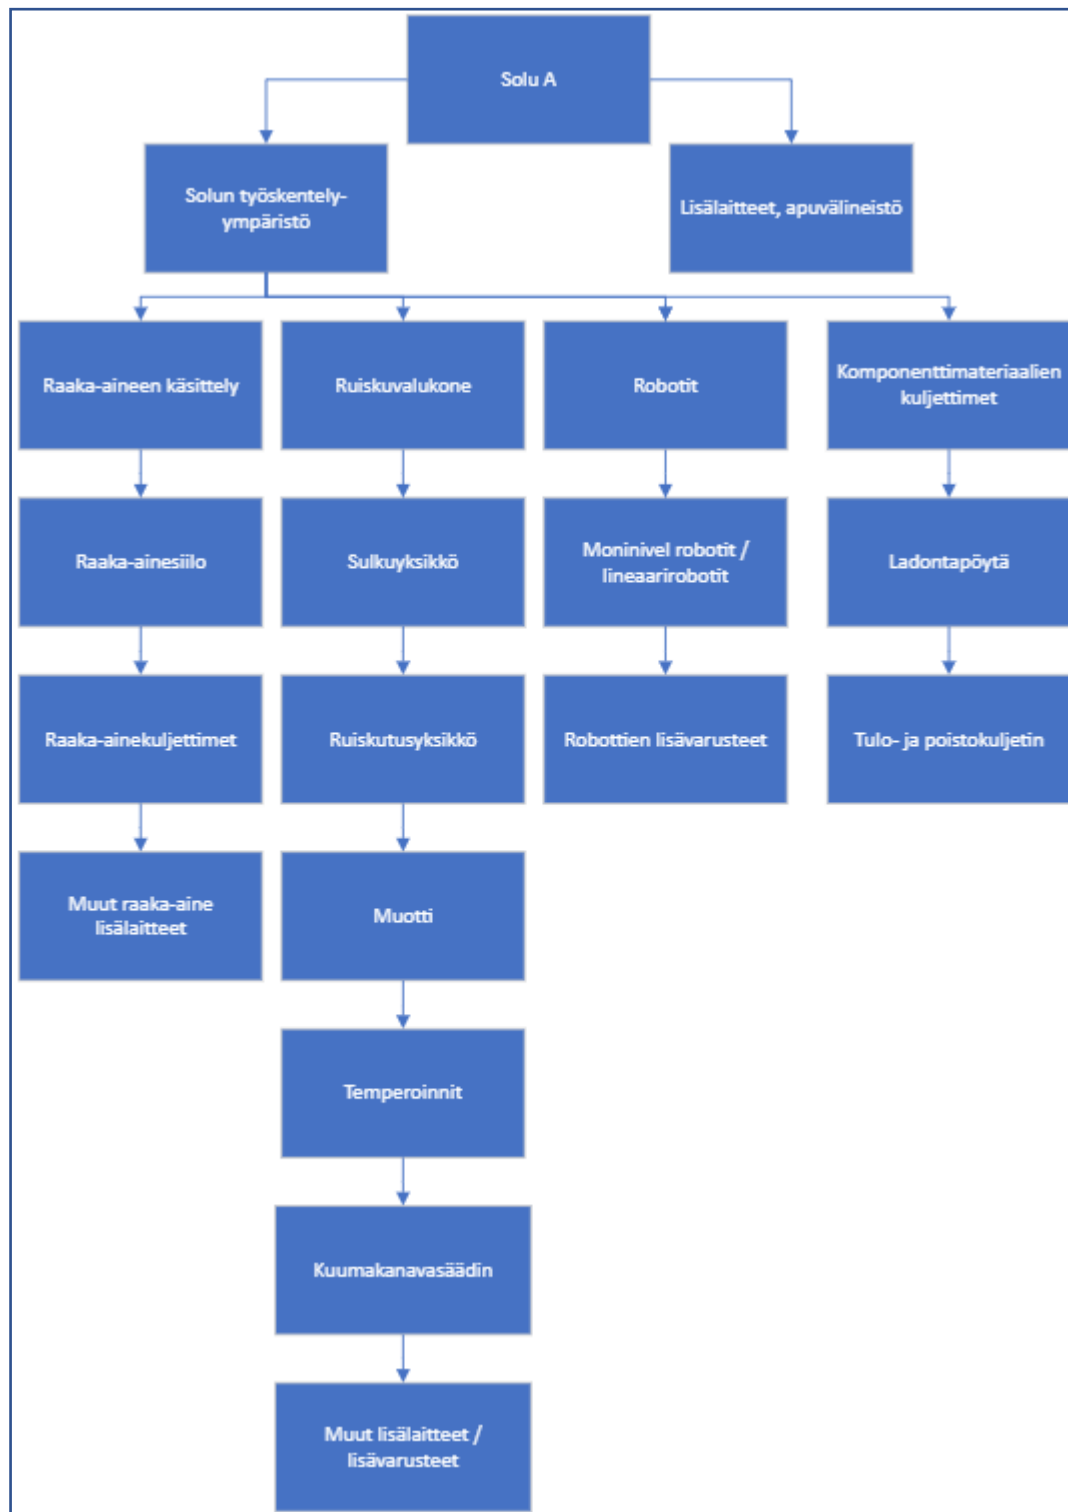 Solu A
Solun työskentely-
ympäristö
Lisälaitteet, apuvälineistö
Raaka-aineen käsittely
Ruiskuvalukone
Robotit
Komponenttimateriaalien
kuljettimet
Raaka-ainesiilo
Sulkuyksikkö
Moninivel robotit /
lineaarirobotit
Ladontapöytä
Raaka-ainekuljettimet
Ruiskutusyksikkö
Robottien lisävarusteet
Tulo- ja poistokuljetin
Muut raaka-aine
lisälaitteet
Muotti
Temperoinnit
Kuumakanavasäädin
Muut lisälaitteet /
lisävarusteet